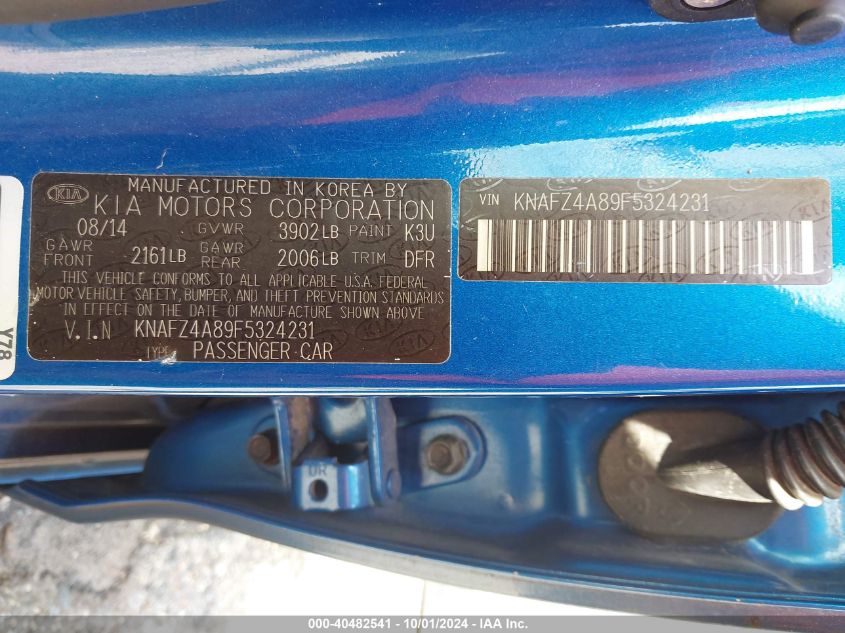 MANUFACTURED IN KOREA BY
KIA KIA MOTORS CORPORATION
08/14 GVWR 3902LB PAINT K3U
GAWR FRONT 2161LB GAWR REAR 2006LB TRIM DFR
THIS VEHICLE CONFORMS TO ALL APPLICABLE U.S.A. FEDERAL
MOTOR VEHICLE SAFETY, BUMPER, AND THEFT PREVENTION STANDARDS
IN EFFECT ON THE DATE OF MANUFACTURE SHOWN ABOVE
V.I.N KNAFZ4A89F5324231
TYPE: PASSENGER CAR
VIN KNAFZ4A89F5324231
Y78
DR
000-40482541 - 10/01/2024 - IAA Inc.